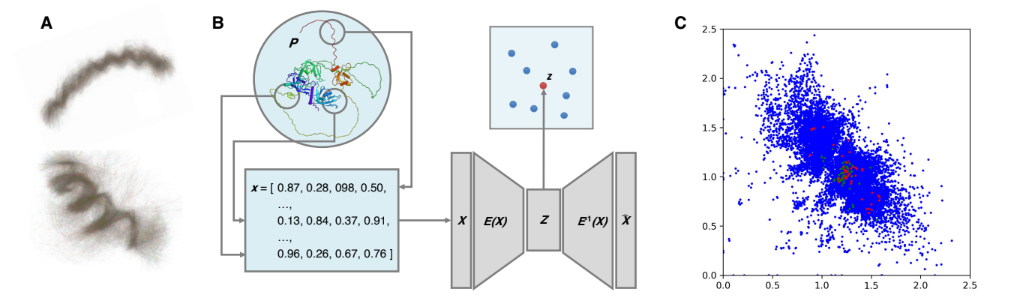 A
B
C
P
z
x = [ 0.87, 0.28, 098, 0.50,
...,
0.13, 0.84, 0.37, 0.91,
...,
0.96, 0.26, 0.67, 0.76 ]
X E(X) Z E⁻¹(X) X̃
2.5
2.0
1.5
1.0
0.5
0.0
0.0 0.5 1.0 1.5 2.0 2.5